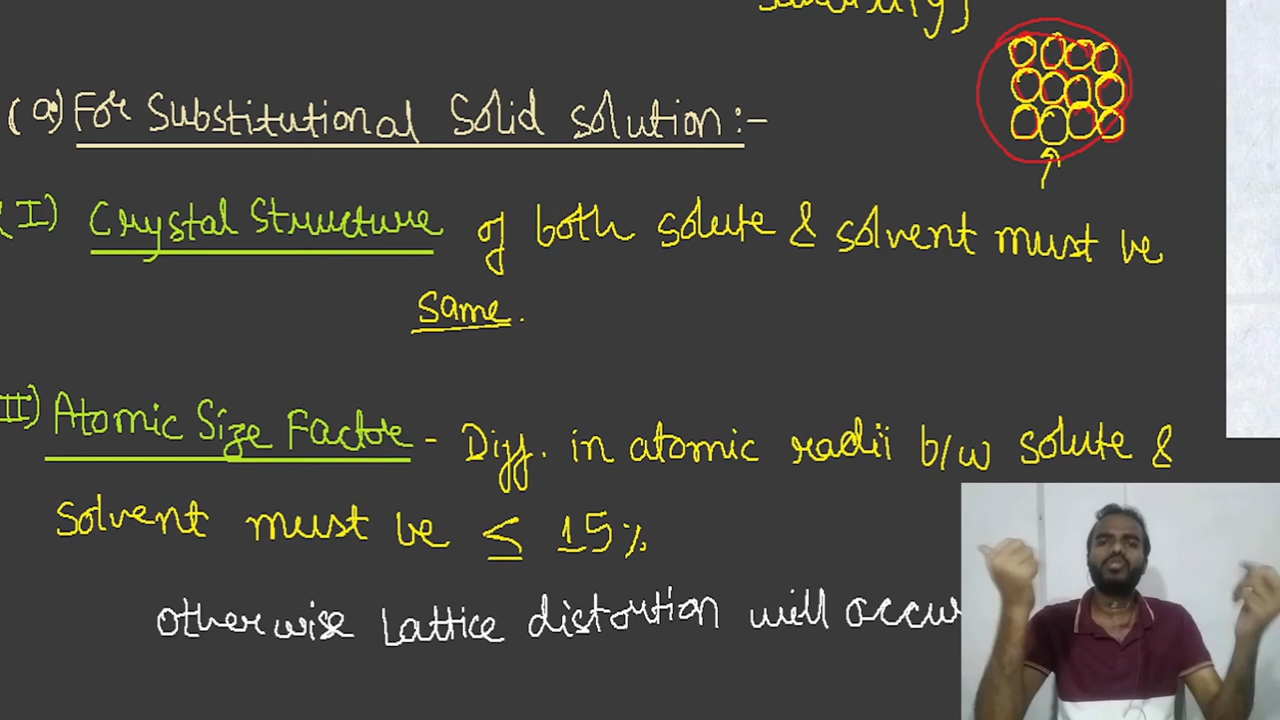 (a) For Substitutional Solid solution :-
(I) Crystal Structure of both solute & solvent must be
same.
II) Atomic Size Factor - Diff. in atomic radii b/w solute &
solvent must be ≤ 15%
otherwise Lattice distortion will occur